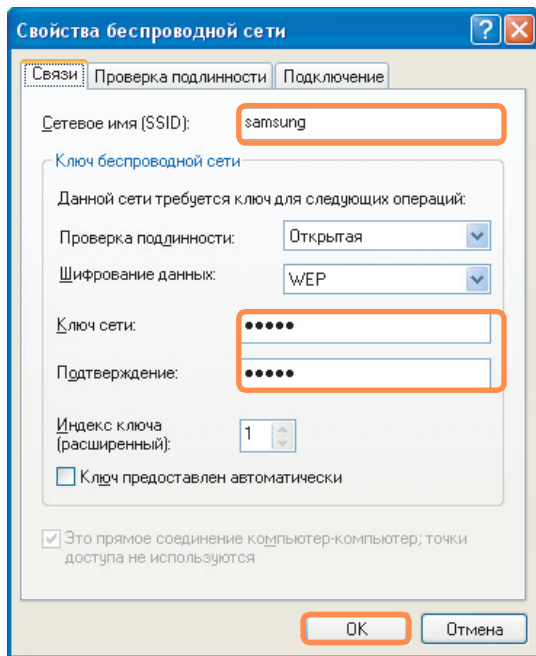 Свойства беспроводной сети
Связи Проверка подлинности Подключение
Сетевое имя (SSID): samsung
Ключ беспроводной сети
Данной сети требуется ключ для следующих операций:
Проверка подлинности: Открытая
Шифрование данных: WEP
Ключ сети: •••••
Подтверждение: •••••
Индекс ключа
(расширенный): 1
Ключ предоставлен автоматически
Это прямое соединение компьютер-компьютер; точки
доступа не используются
OK Отмена